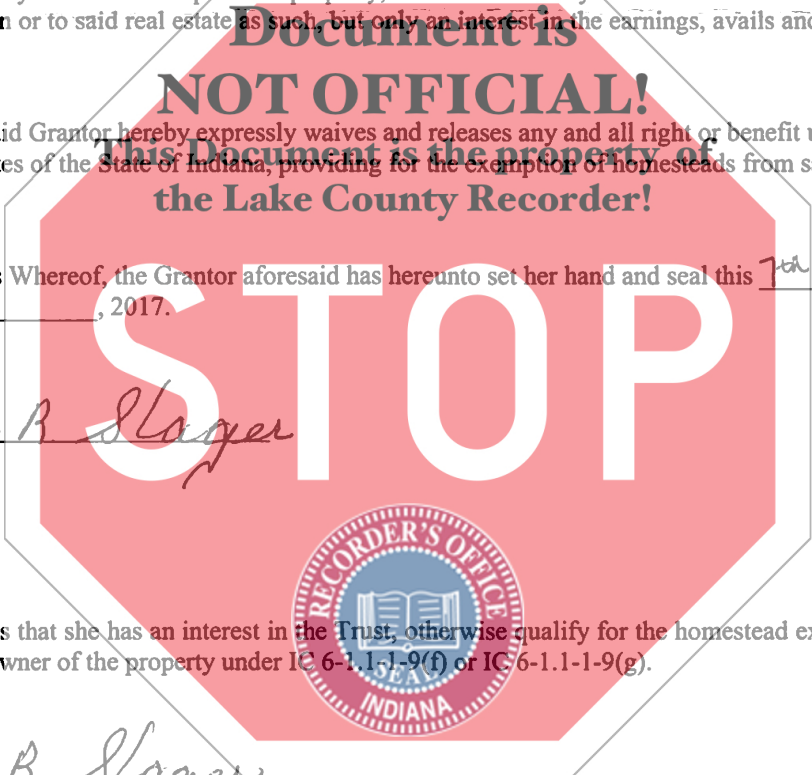 n or to said real estate as such, but only an interest in the earnings, avails and
Document is
NOT OFFICIAL!
id Grantor hereby expressly waives and releases any and all right or benefit u
This Document is the property of
es of the State of Indiana, providing for the exemption of homesteads from s
the Lake County Recorder!
s Whereof, the Grantor aforesaid has hereunto set her hand and seal this 7th
, 2017.
STOP
R Slager
RECORDER'S OFFICE
SEAL
INDIANA
s that she has an interest in the Trust, otherwise qualify for the homestead ex
wner of the property under IC 6-1.1-1-9(f) or IC 6-1.1-1-9(g).
R Slager